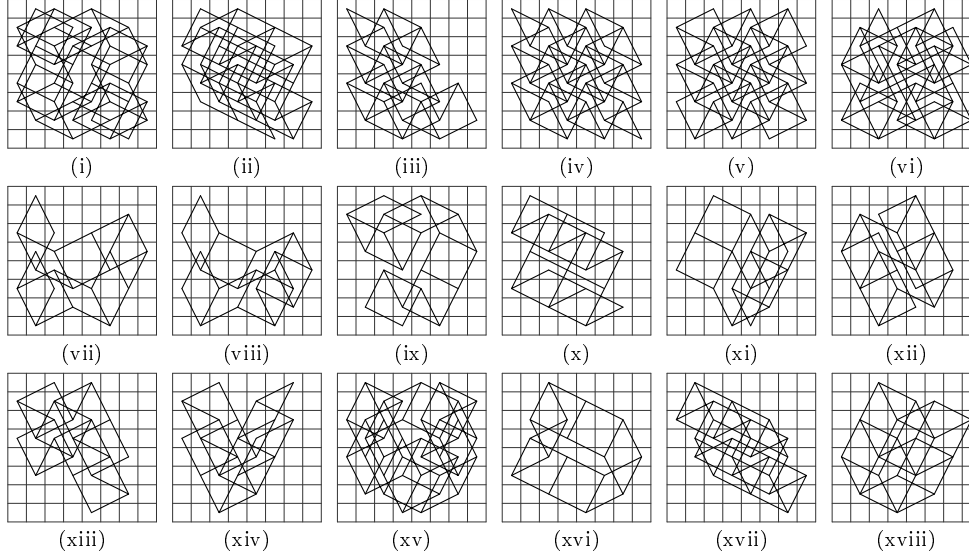 (i) (ii) (iii) (iv) (v) (vi)
(vii) (viii) (ix) (x) (xi) (xii)
(xiii) (xiv) (xv) (xvi) (xvii) (xviii)